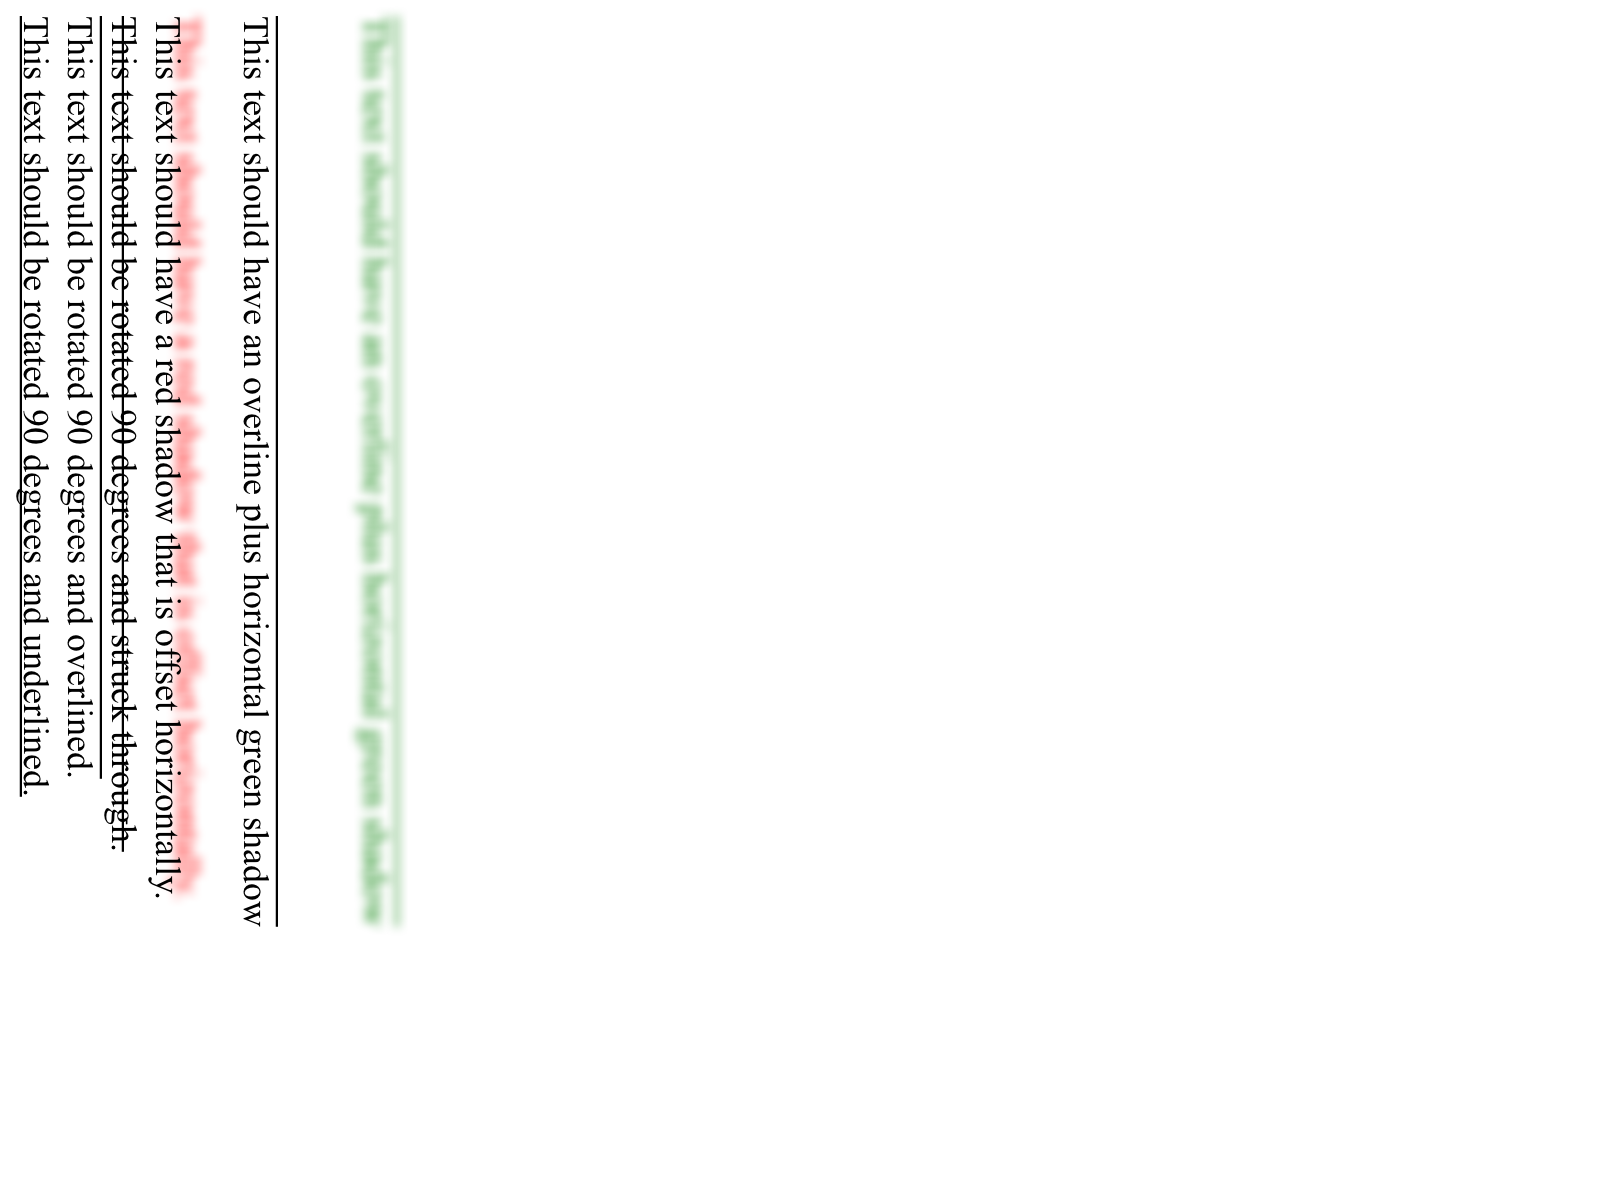 This text should be rotated 90 degrees and underlined.
This text should be rotated 90 degrees and overlined.
This text should be rotated 90 degrees and struck through.
This text should have a red shadow that is offset horizontally.
This text should have an overline plus horizontal green shadow